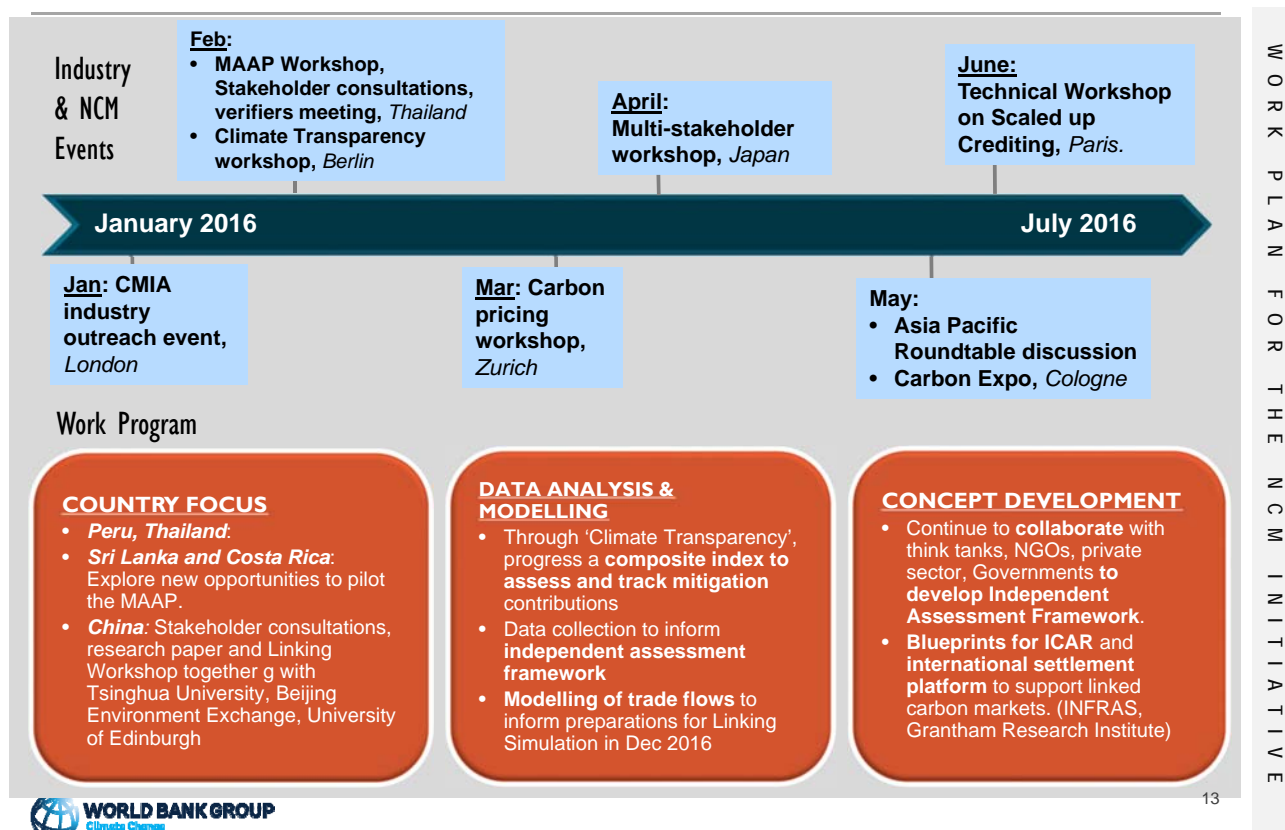 Industry
& NCM
Events
Feb:
• MAAP Workshop,
Stakeholder consultations,
verifiers meeting, Thailand
• Climate Transparency
workshop, Berlin
April:
Multi-stakeholder
workshop, Japan
June:
Technical Workshop
on Scaled up
Crediting, Paris.
January 2016
July 2016
Jan: CMIA
industry
outreach event,
London
Mar: Carbon
pricing
workshop,
Zurich
May:
• Asia Pacific
Roundtable discussion
• Carbon Expo, Cologne
Work Program
COUNTRY FOCUS
• Peru, Thailand:
• Sri Lanka and Costa Rica:
Explore new opportunities to pilot
the MAAP.
• China: Stakeholder consultations,
research paper and Linking
Workshop together g with
Tsinghua University, Beijing
Environment Exchange, University
of Edinburgh
DATA ANALYSIS &
MODELLING
• Through ‘Climate Transparency’,
progress a composite index to
assess and track mitigation
contributions
• Data collection to inform
independent assessment
framework
• Modelling of trade flows to
inform preparations for Linking
Simulation in Dec 2016
CONCEPT DEVELOPMENT
• Continue to collaborate with
think tanks, NGOs, private
sector, Governments to
develop Independent
Assessment Framework.
• Blueprints for ICAR and
international settlement
platform to support linked
carbon markets. (INFRAS,
Grantham Research Institute)
WORK PLAN FOR THE NCM INITIATIVE
WORLD BANK GROUP
Climate Change
13